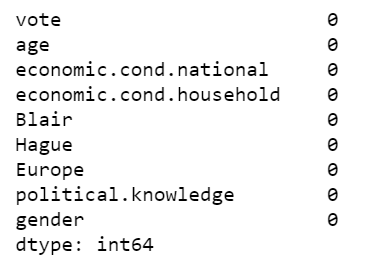 vote 0
age 0
economic.cond.national 0
economic.cond.household 0
Blair 0
Hague 0
Europe 0
political.knowledge 0
gender 0
dtype: int64